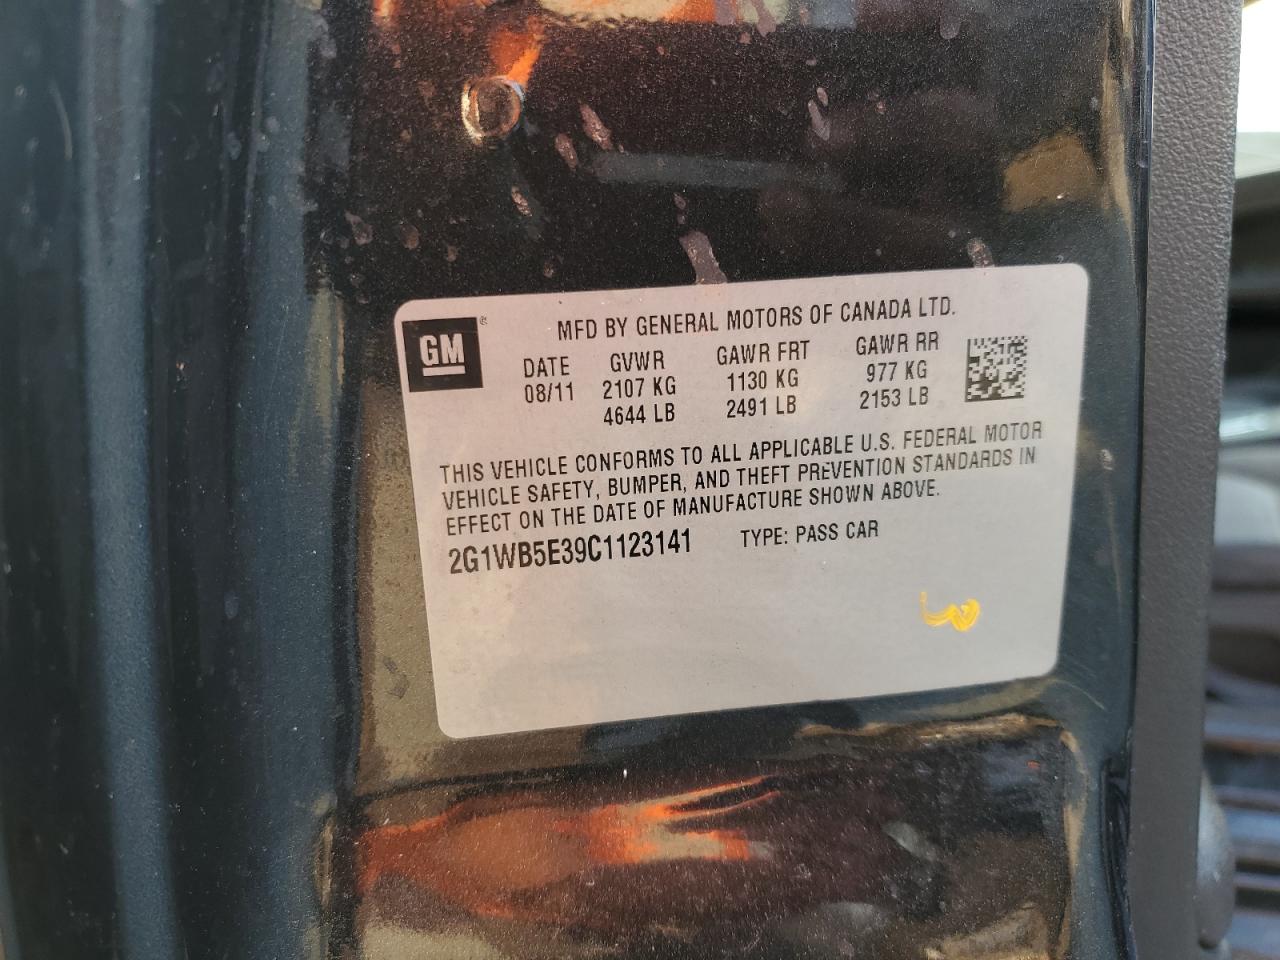 GM
MFD BY GENERAL MOTORS OF CANADA LTD.
DATE GVWR GAWR FRT GAWR RR
08/11 2107 KG 1130 KG 977 KG
4644 LB 2491 LB 2153 LB
THIS VEHICLE CONFORMS TO ALL APPLICABLE U.S. FEDERAL MOTOR
VEHICLE SAFETY, BUMPER, AND THEFT PREVENTION STANDARDS IN
EFFECT ON THE DATE OF MANUFACTURE SHOWN ABOVE.
2G1WB5E39C1123141 TYPE: PASS CAR